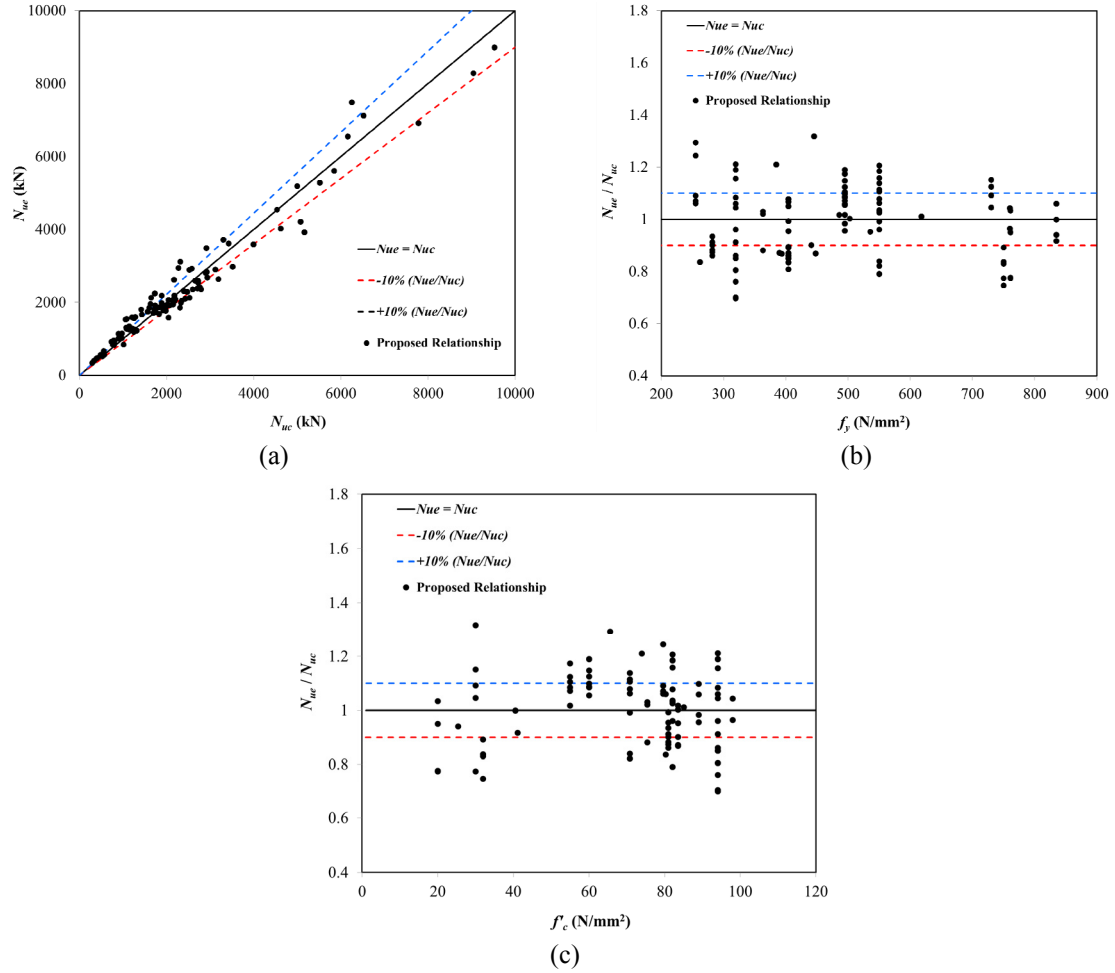 10000
8000
6000
4000
2000
0
Nue (kN)
Nue = Nuc
-10% (Nue/Nuc)
+10% (Nue/Nuc)
Proposed Relationship
0 2000 4000 6000 8000 10000
Nuc (kN)
(a)
1.8
1.6
1.4
1.2
1
0.8
0.6
0.4
Nue / Nuc
Nue = Nuc
-10% (Nue/Nuc)
+10% (Nue/Nuc)
Proposed Relationship
200 300 400 500 600 700 800 900
fy (N/mm²)
(b)
1.8
1.6
1.4
1.2
1
0.8
0.6
0.4
Nue / Nuc
Nue = Nuc
-10% (Nue/Nuc)
+10% (Nue/Nuc)
Proposed Relationship
0 20 40 60 80 100 120
f'c (N/mm²)
(c)